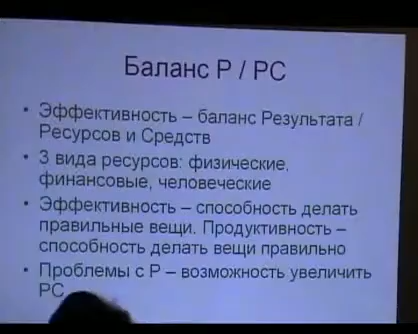 Баланс Р / РС
• Эффективность – баланс Результата /
Ресурсов и Средств
• 3 вида ресурсов: физические,
финансовые, человеческие
• Эффективность – способность делать
правильные вещи. Продуктивность –
способность делать вещи правильно
• Проблемы с Р – возможность увеличить
РС